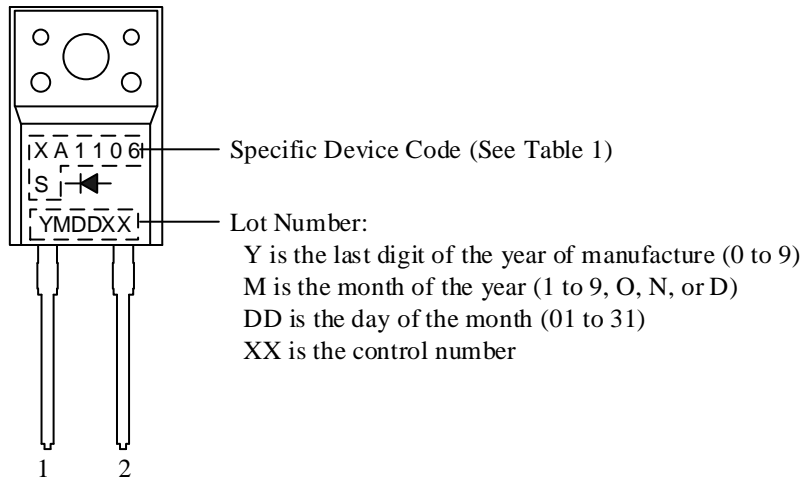 XA1106
S
Specific Device Code (See Table 1)
YMDDXX
Lot Number:
Y is the last digit of the year of manufacture (0 to 9)
M is the month of the year (1 to 9, O, N, or D)
DD is the day of the month (01 to 31)
XX is the control number
1 2